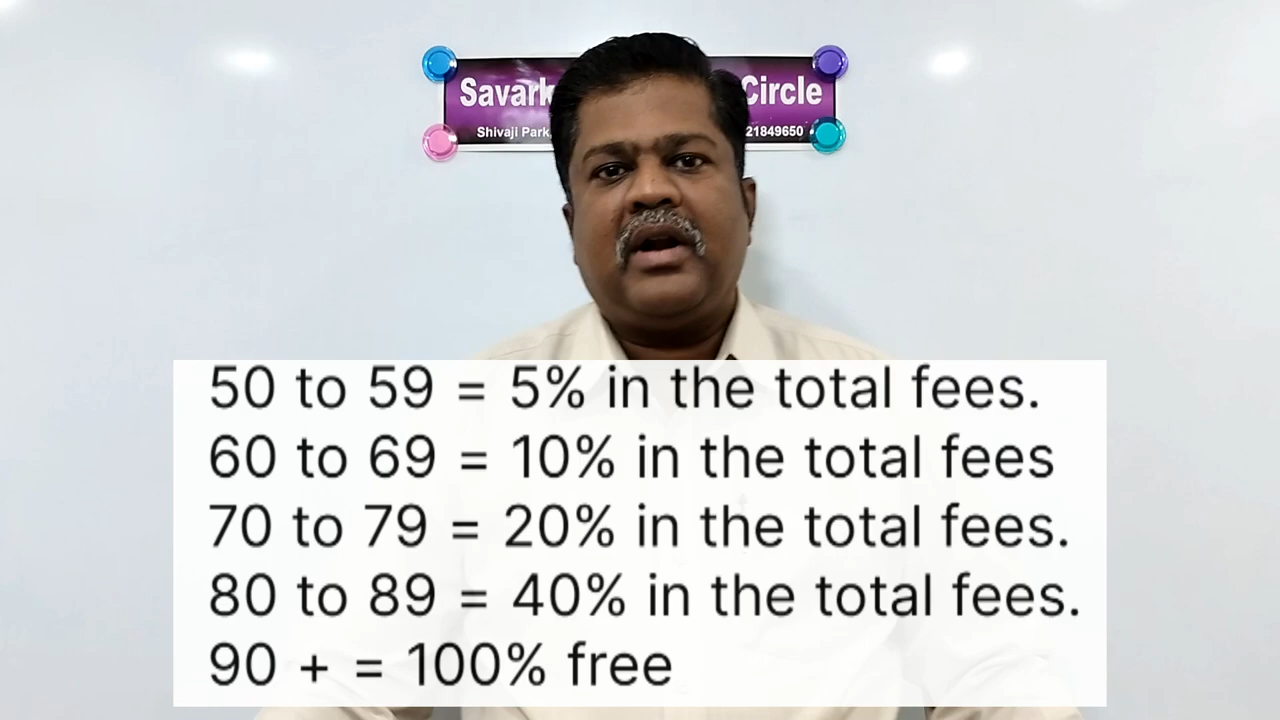 Circle
Shivaji Park,
21849650
50 to 59 = 5% in the total fees.
60 to 69 = 10% in the total fees
70 to 79 = 20% in the total fees.
80 to 89 = 40% in the total fees.
90 + = 100% free